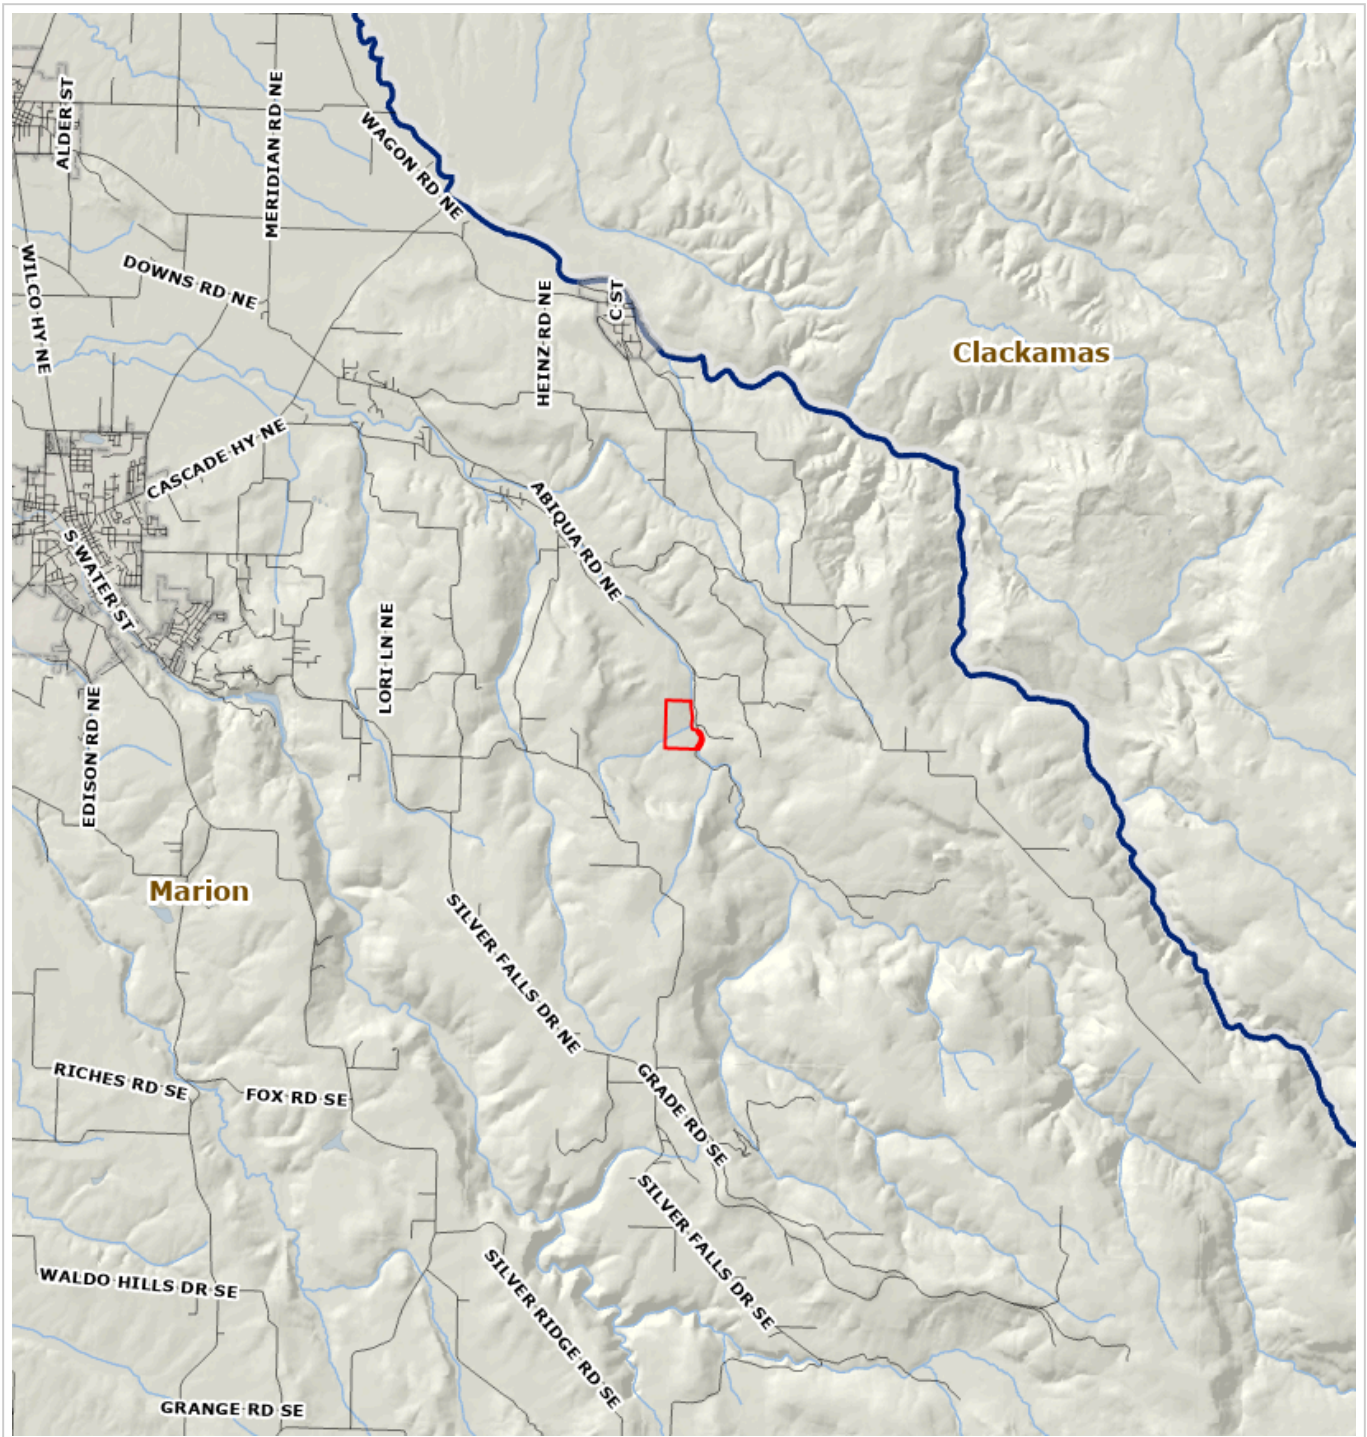 ALDER ST
MERIDIAN RD NE
WAGON RD NE
WILCO HY NE
DOWNS RD NE
HEINZ RD NE
C ST
Clackamas
CASCADE HY NE
ABIQUA RD NE
S WATER ST
LORI LN NE
EDISON RD NE
Marion
SILVER FALLS DR NE
RICHES RD SE
FOX RD SE
GRADE RD SE
SILVER FALLS DR SE
WALDO HILLS DR SE
SILVER RIDGE RD SE
GRANGE RD SE